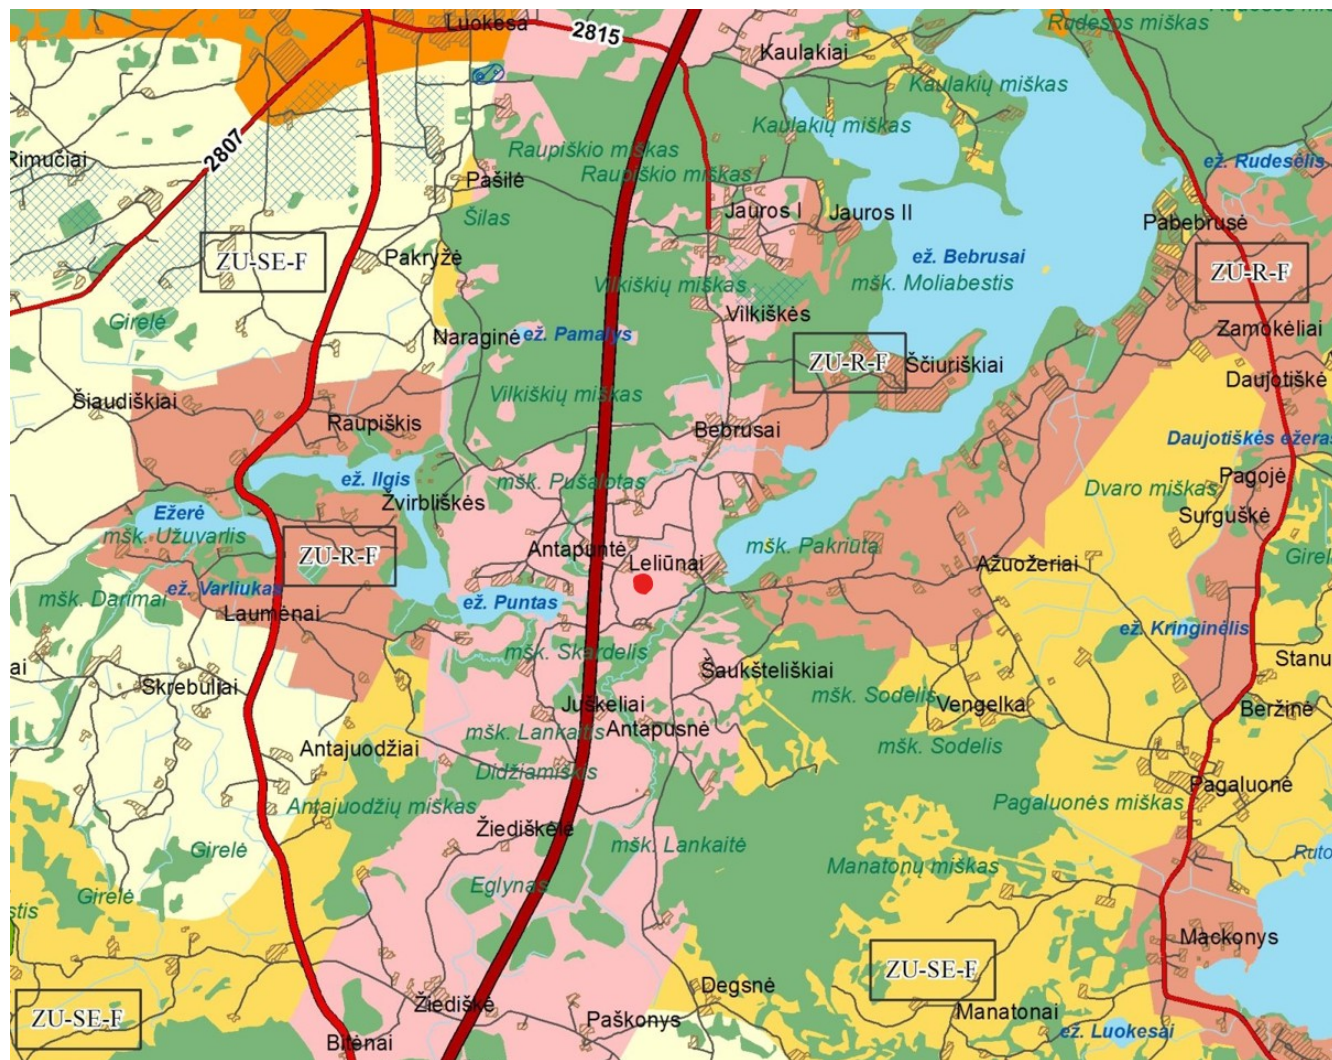 Luokesa
2815
Rudesos miškas
Kaulakiai
Kaulakių miškas
Kaulakių miškas
2807
Rimučiai
Raupiškio miškas
Raupiškio miškas
ež. Rudesėlis
Pašilė
Šilas
Jauros I
Jauros II
Pabebrusė
ZU-SE-F
Pakryžė
ež. Bebrusai
mšk. Moliabestis
ZU-R-F
Vilkiškių miškas
Vilkiškės
Girelė
Naraginė
ež. Pamalys
Zamokėliai
ZU-R-F
Ščiuriškiai
Daujotiškė
Vilkiškių miškas
Šiaudiškiai
Raupiškis
Bebrusai
Daujotiškės ežeras
ež. Ilgis
mšk. Pušalotas
Žvirbliškės
Dvaro miškas
Pagojė
Surguškė
Ežerė
mšk. Užuvarlis
ZU-R-F
Antapuntė
Leliūnai
mšk. Pakriuta
Ažuožeriai
Girel
mšk. Darimai
ež. Varliukas
Laumėnai
ež. Puntas
ež. Kringinėlis
mšk. Skardelis
Stanu
ai
Skrebuliai
Šaukšteliškiai
mšk. Sodelis
Vengelka
Juškeliai
Beržinė
Antajuodžiai
mšk. Lankaitis
Antapusnė
mšk. Sodelis
Didžiamiškis
Pagaluonė
Antajuodžių miškas
Pagaluonės miškas
Žiediškėlė
mšk. Lankaitė
Girelė
Ruto
Manatonų miškas
Eglynas
Girelė
stis
Mackonys
ZU-SE-F
Degsnė
Žiediškė
Manatonai
ZU-SE-F
Paškonys
ež. Luokesai
Bitėnai